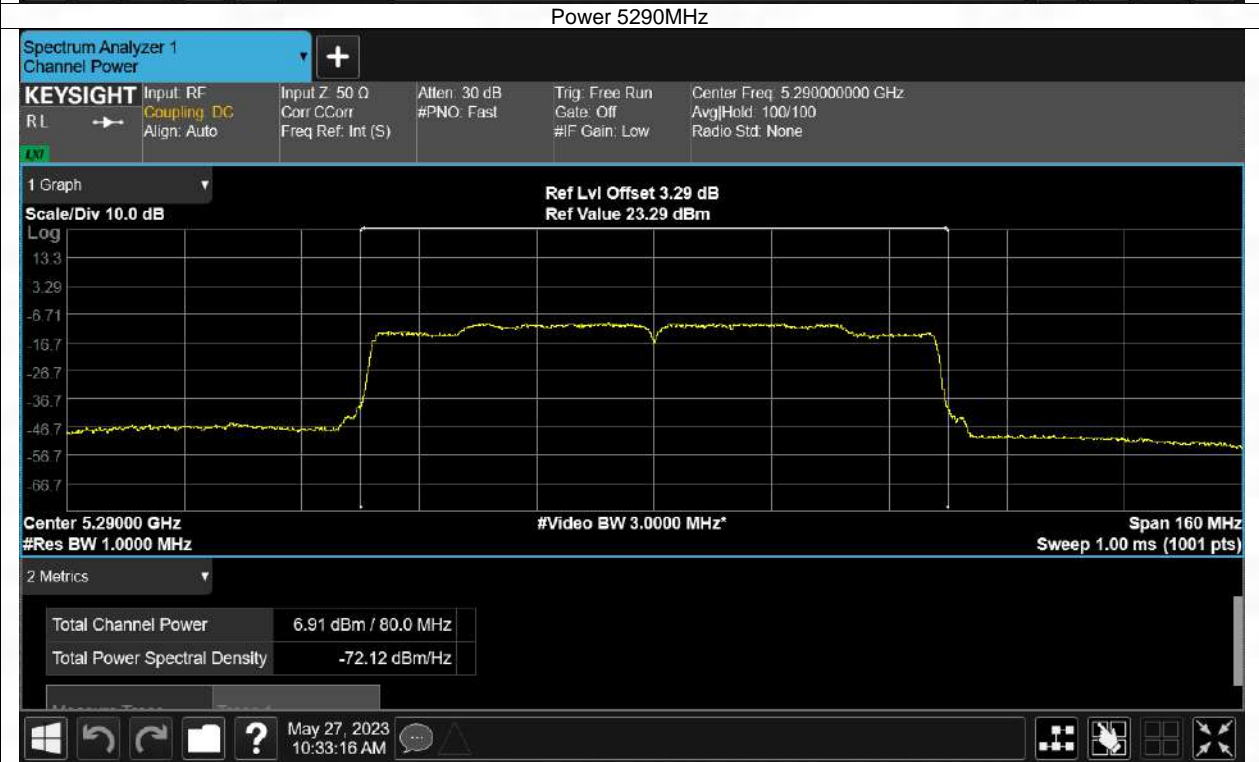 Power 5290MHz
Spectrum Analyzer 1
Channel Power
+
KEYSIGHT
RL
LXI
Input: RF
Coupling: DC
Align: Auto
Input Z: 50 Ω
Corr CCorr
Freq Ref: Int (S)
Atten: 30 dB
#PNO: Fast
Trig: Free Run
Gate: Off
#IF Gain: Low
Center Freq: 5.290000000 GHz
Avg|Hold: 100/100
Radio Std: None
1 Graph
Scale/Div 10.0 dB
Ref Lvl Offset 3.29 dB
Ref Value 23.29 dBm
Log
13.3
3.29
-6.71
-16.7
-26.7
-36.7
-46.7
-56.7
-66.7
Center 5.29000 GHz
#Res BW 1.0000 MHz
#Video BW 3.0000 MHz*
Span 160 MHz
Sweep 1.00 ms (1001 pts)
2 Metrics
Total Channel Power 6.91 dBm / 80.0 MHz
Total Power Spectral Density -72.12 dBm/Hz
?
May 27, 2023
10:33:16 AM